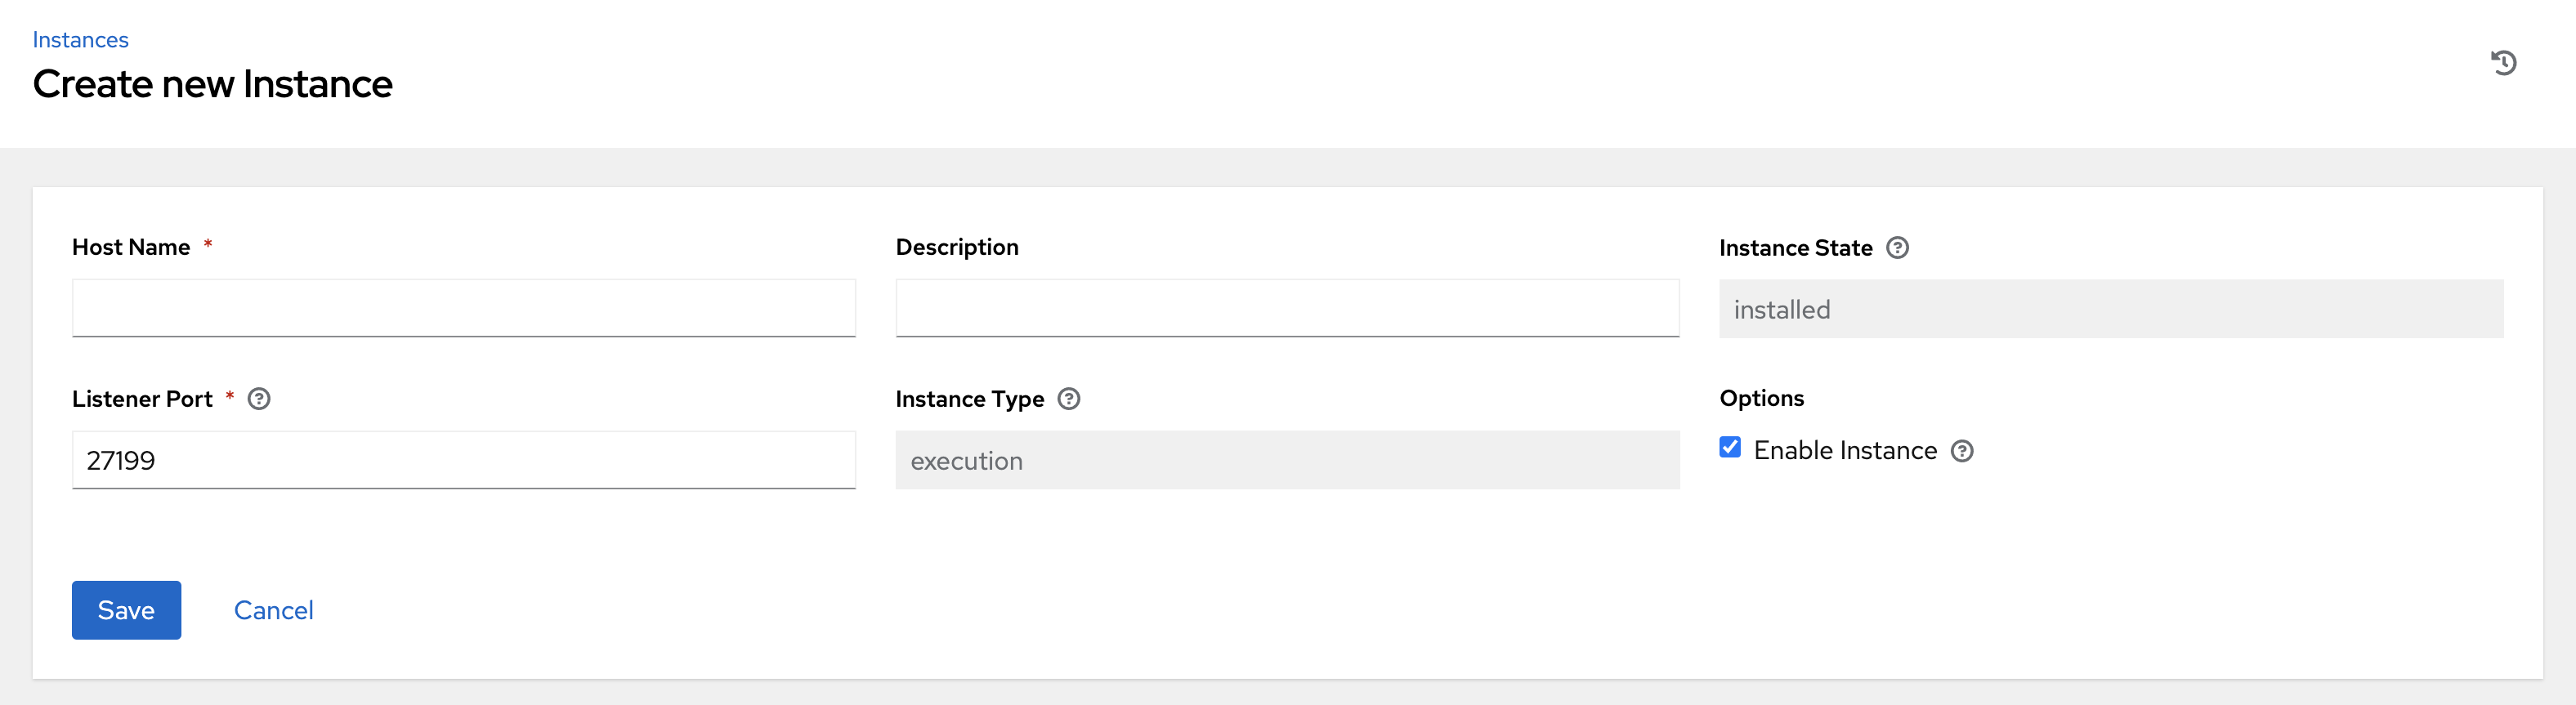 Instances
Create new Instance
Host Name *
Description
Instance State
installed
Listener Port *
27199
Instance Type
execution
Options
Enable Instance
Save
Cancel